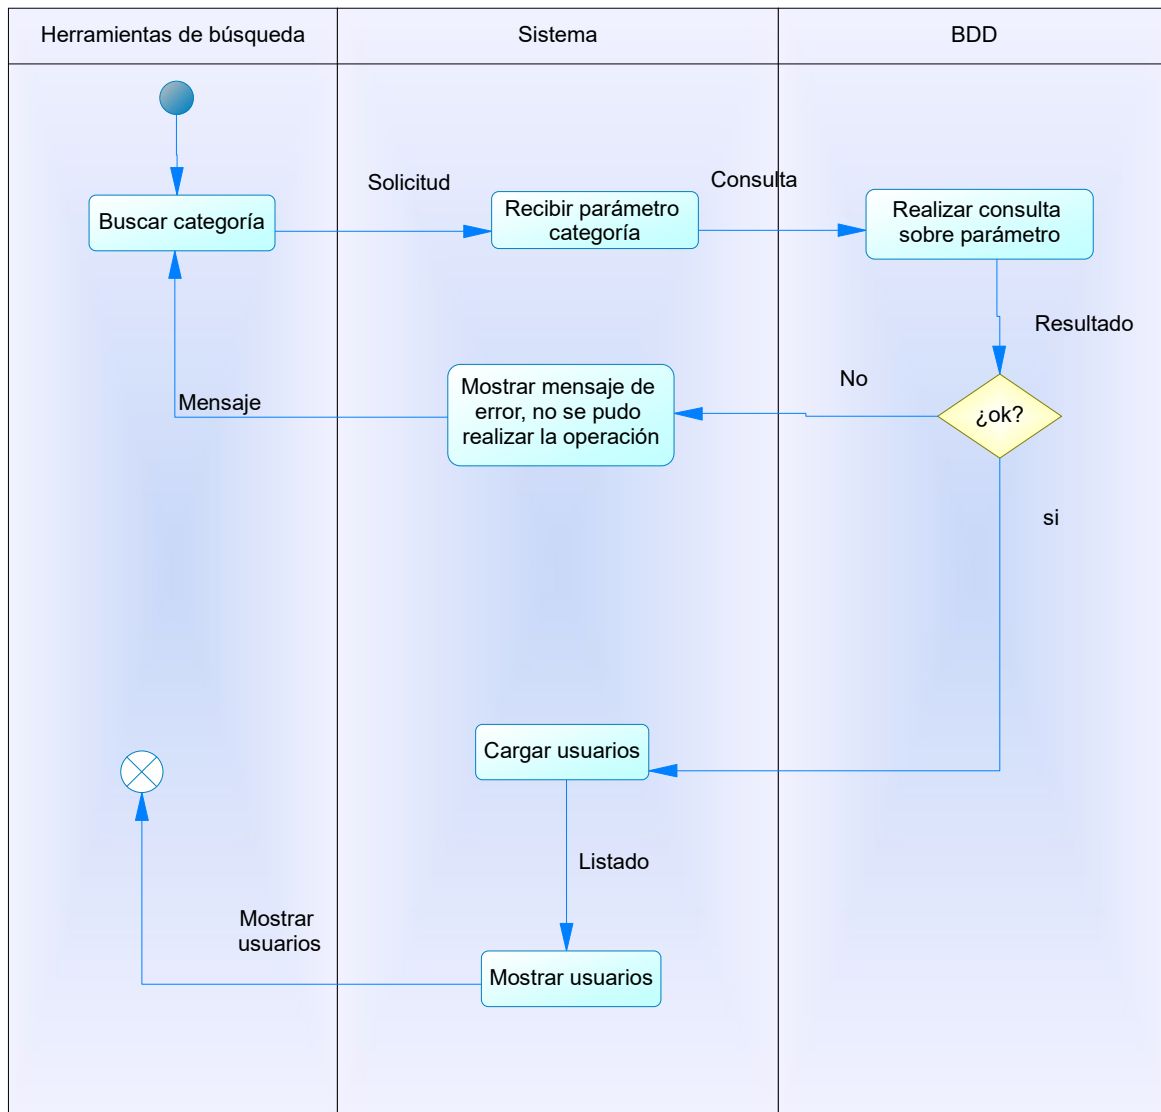 Herramientas de búsqueda
Sistema
BDD
Solicitud
Consulta
Buscar categoría
Recibir parámetro
categoría
Realizar consulta
sobre parámetro
Resultado
No
¿ok?
Mostrar mensaje de
error, no se pudo
realizar la operación
Mensaje
si
Cargar usuarios
Listado
Mostrar
usuarios
Mostrar usuarios